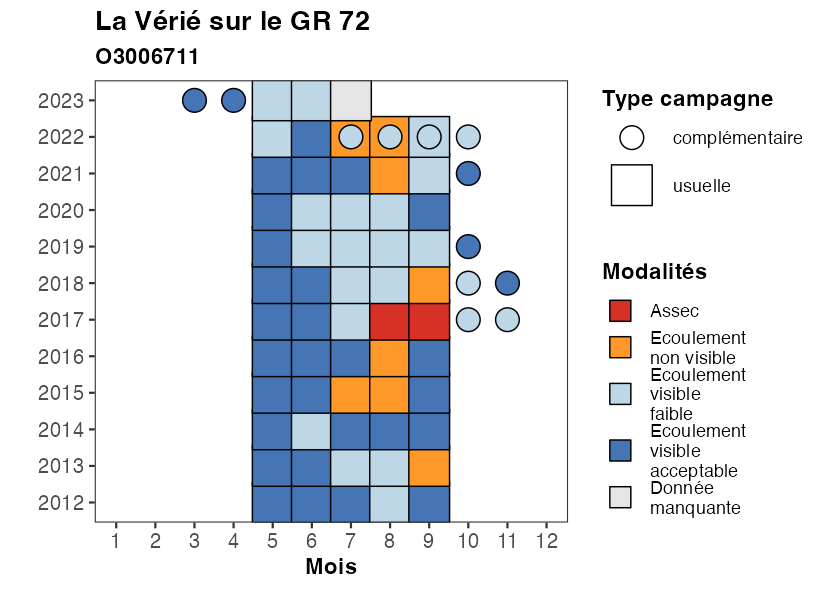 La Vérié sur le GR 72
O3006711
2023
2022
2021
2020
2019
2018
2017
2016
2015
2014
2013
2012
1 2 3 4 5 6 7 8 9 10 11 12
Mois
Type campagne
complémentaire
usuelle
Modalités
Assec
Ecoulement
non visible
Ecoulement
visible
faible
Ecoulement
visible
acceptable
Donnée
manquante